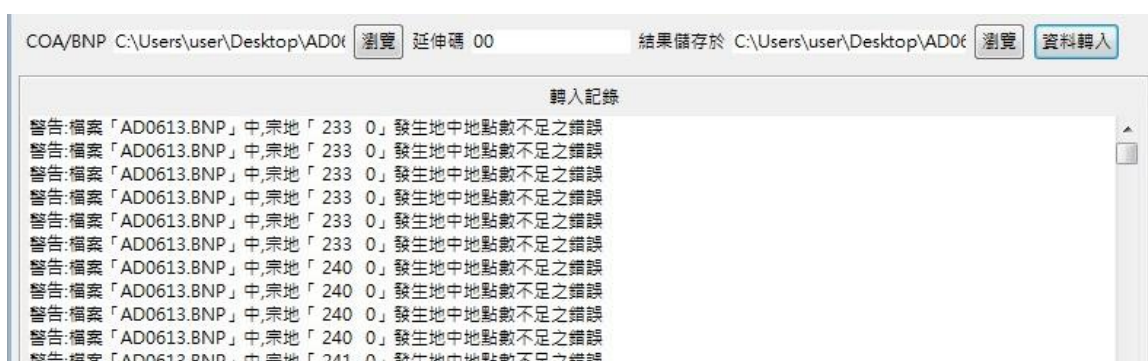 COA/BNP C:\Users\user\Desktop\AD06 瀏覽 延伸碼 00 結果儲存於 C:\Users\user\Desktop\AD06 瀏覽 資料轉入
轉入記錄
警告:檔案「AD0613.BNP」中,宗地「 233 0」發生地中地點數不足之錯誤
警告:檔案「AD0613.BNP」中,宗地「 233 0」發生地中地點數不足之錯誤
警告:檔案「AD0613.BNP」中,宗地「 233 0」發生地中地點數不足之錯誤
警告:檔案「AD0613.BNP」中,宗地「 233 0」發生地中地點數不足之錯誤
警告:檔案「AD0613.BNP」中,宗地「 233 0」發生地中地點數不足之錯誤
警告:檔案「AD0613.BNP」中,宗地「 233 0」發生地中地點數不足之錯誤
警告:檔案「AD0613.BNP」中,宗地「 240 0」發生地中地點數不足之錯誤
警告:檔案「AD0613.BNP」中,宗地「 240 0」發生地中地點數不足之錯誤
警告:檔案「AD0613.BNP」中,宗地「 240 0」發生地中地點數不足之錯誤
警告:檔案「AD0613.BNP」中,宗地「 240 0」發生地中地點數不足之錯誤
警告:檔案「AD0613.BNP」中,宗地「 241 0」發生地中地點數不足之錯誤